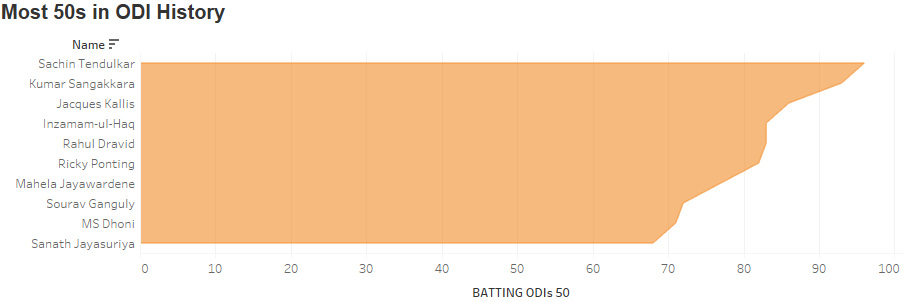 Most 50s in ODI History
Name
Sachin Tendulkar
Kumar Sangakkara
Jacques Kallis
Inzamam-ul-Haq
Rahul Dravid
Ricky Ponting
Mahela Jayawardene
Sourav Ganguly
MS Dhoni
Sanath Jayasuriya
0 10 20 30 40 50 60 70 80 90 100
BATTING ODIs 50